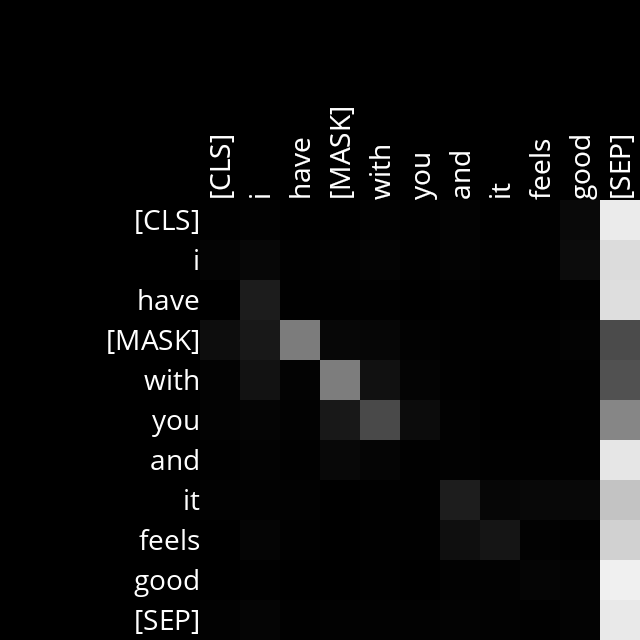 [CLS]
i
have
[MASK]
with
you
and
it
feels
good
[SEP]
[CLS]
i
have
[MASK]
with
you
and
it
feels
good
[SEP]